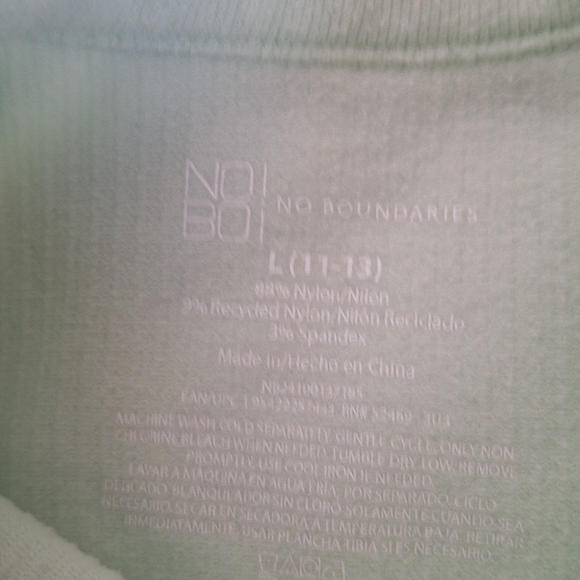 NO
BO
NO BOUNDARIES
L (11-13)
88% Nylon/Nilón
9% Recycled Nylon/Nilón Reciclado
3% Spandex
Made in/Hecho en China
EAN/UPC RN#
MACHINE WASH COLD SEPARATELY, GENTLE CYCLE, ONLY NON
CHLORINE BLEACH WHEN NEEDED. TUMBLE DRY LOW. REMOVE
PROMPTLY. USE COOL IRON IF NEEDED.
LAVAR A MÁQUINA EN AGUA FRÍA, POR SEPARADO, CICLO
DELICADO. BLANQUEADOR SIN CLORO SOLAMENTE CUANDO SEA
NECESARIO. SECAR EN SECADORA A TEMPERATURA BAJA. RETIRAR
INMEDIATAMENTE. USAR PLANCHA TIBIA SI ES NECESARIO.